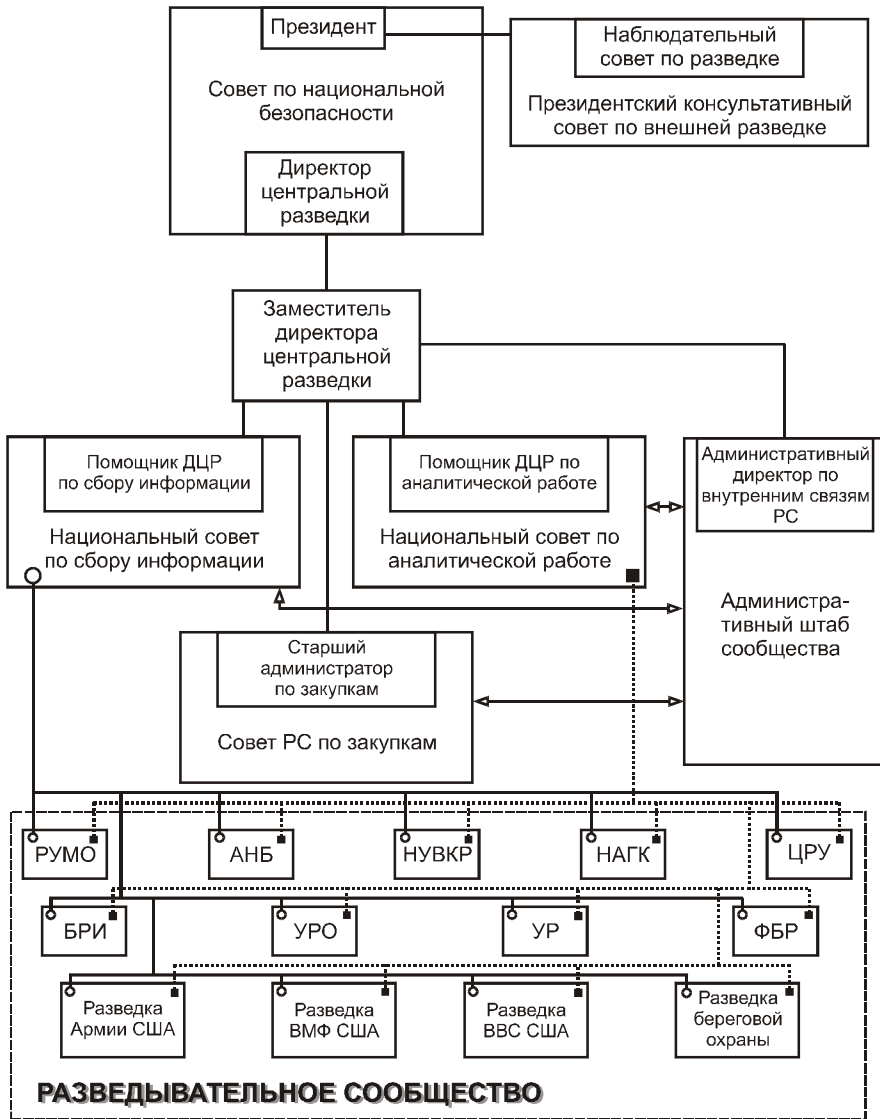 Президент
Совет по национальной
безопасности
Директор
центральной
разведки
Наблюдательный
совет по разведке
Президентский консультативный
совет по внешней разведке
Заместитель
директора
центральной
разведки
Помощник ДЦР
по сбору информации
Национальный совет
по сбору информации
Помощник ДЦР по
аналитической работе
Национальный совет по
аналитической работе
Административный
директор по
внутренним связям
РС
Администра-
тивный штаб
сообщества
Старший
администратор
по закупкам
Совет РС по закупкам
РУМО
АНБ
НУВКР
НАГК
ЦРУ
БРИ
УРО
УР
ФБР
Разведка
Армии США
Разведка
ВМФ США
Разведка
ВВС США
Разведка
береговой
охраны
РАЗВЕДЫВАТЕЛЬНОЕ СООБЩЕСТВО